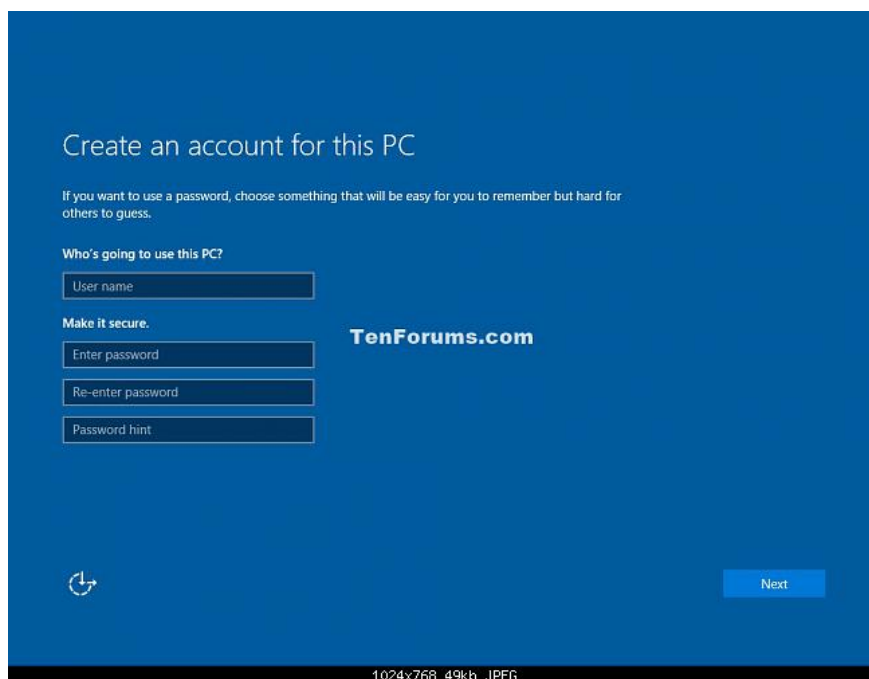 Create an account for this PC
If you want to use a password, choose something that will be easy for you to remember but hard for
others to guess.
Who's going to use this PC?
User name
Make it secure.
TenForums.com
Enter password
Re-enter password
Password hint
Next
1024x768 49kb JPEG